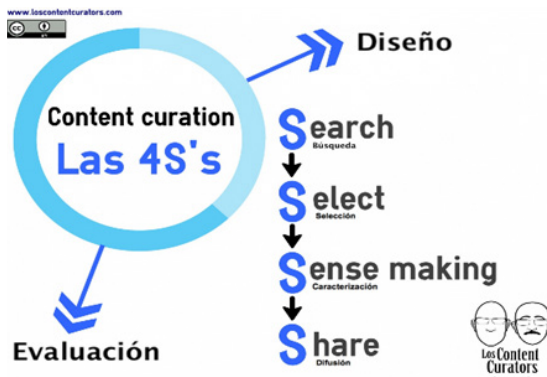 www.loscontentcurators.com
Diseño
Content curation
Las 4S's
Search
Búsqueda
Select
Selección
Sense making
Caracterización
Share
Difusión
Evaluación
Los Content
Curators